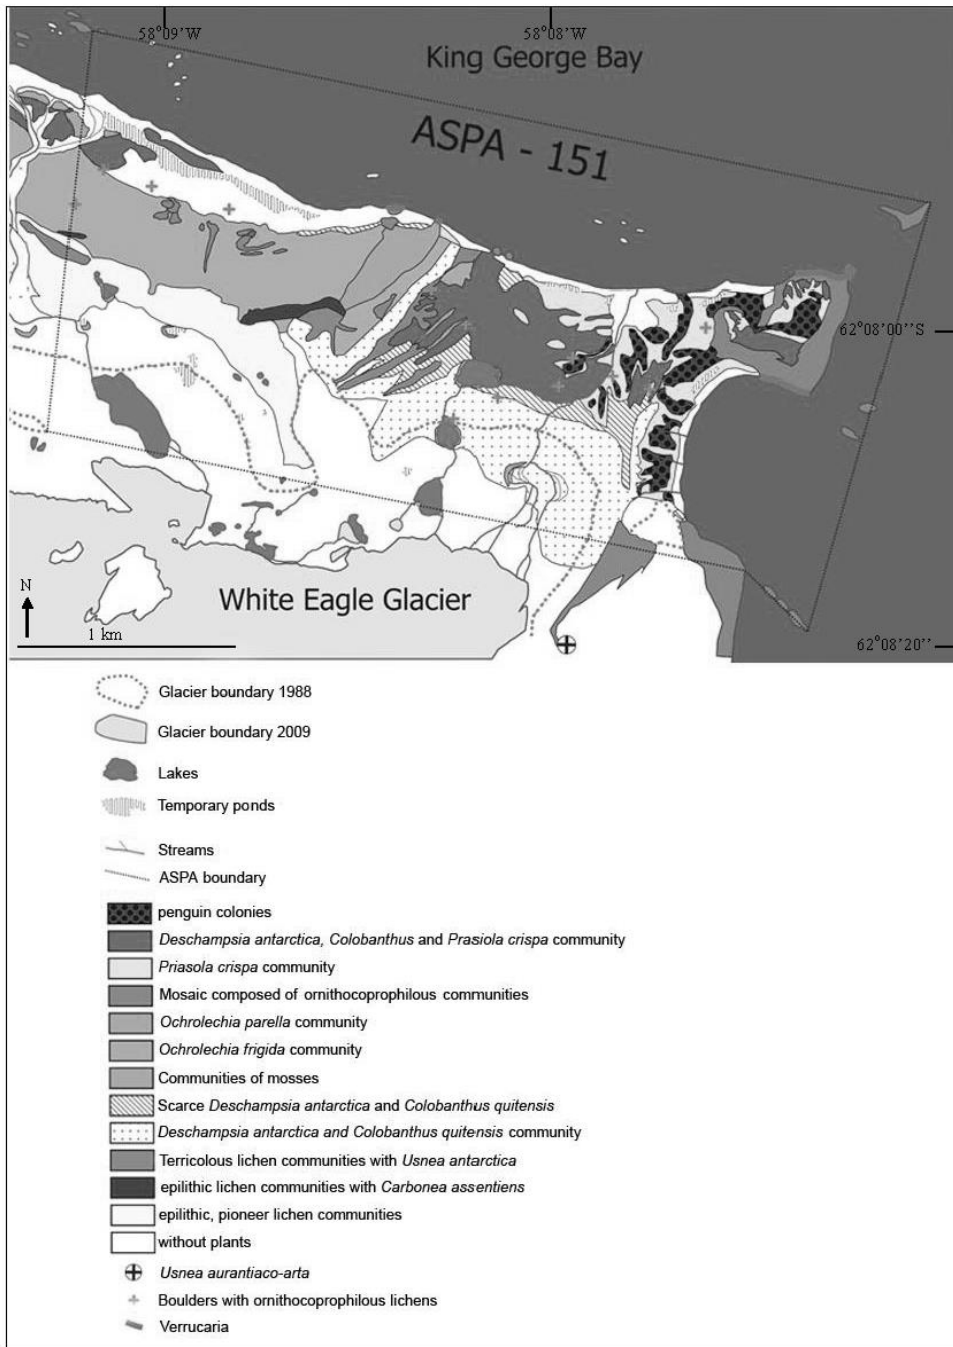 58°09'W
58°08'W
King George Bay
ASPA - 151
62°08'00''S
White Eagle Glacier
N
1 km
62°08'20''
Glacier boundary 1988
Glacier boundary 2009
Lakes
Temporary ponds
Streams
ASPA boundary
penguin colonies
Deschampsia antarctica, Colobanthus and Prasiola crispa community
Priasola crispa community
Mosaic composed of ornithocoprophilous communities
Ochrolechia parella community
Ochrolechia frigida community
Communities of mosses
Scarce Deschampsia antarctica and Colobanthus quitensis
Deschampsia antarctica and Colobanthus quitensis community
Terricolous lichen communities with Usnea antarctica
epilithic lichen communities with Carbonea assentiens
epilithic, pioneer lichen communities
without plants
Usnea aurantiaco-arta
Boulders with ornithocoprophilous lichens
Verrucaria